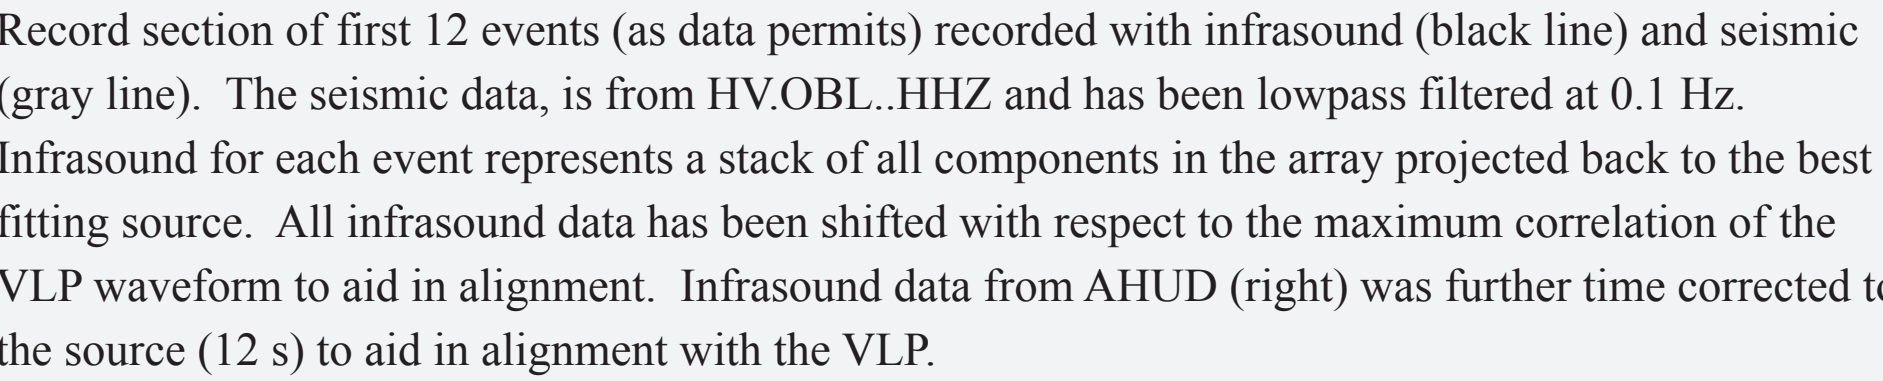 Record section of first 12 events (as data permits) recorded with infrasound (black line) and seismic
(gray line).  The seismic data, is from HV.OBL..HHZ and has been lowpass filtered at 0.1 Hz.
Infrasound for each event represents a stack of all components in the array projected back to the best
fitting source.  All infrasound data has been shifted with respect to the maximum correlation of the
VLP waveform to aid in alignment.  Infrasound data from AHUD (right) was further time corrected to
the source (12 s) to aid in alignment with the VLP.